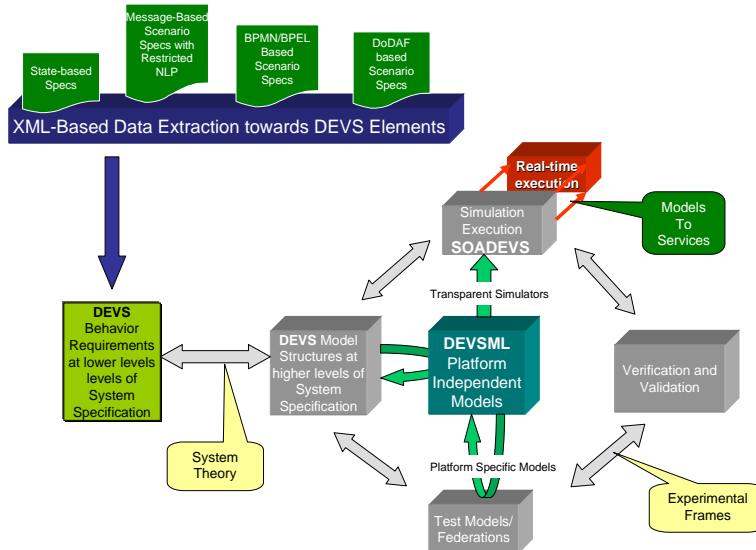 State-based
Specs
Message-Based
Scenario
Specs with
Restricted
NLP
BPMN/BPEL
Based
Scenario
Specs
DoDAF
based
Scenario
Specs
XML-Based Data Extraction towards DEVS Elements
Real-time
execution
Simulation
Execution
SOADEVS
Models
To
Services
Transparent Simulators
DEVS
Behavior
Requirements
at lower levels
levels of
System
Specification
DEVS Model
Structures at
higher levels of
System
Specification
DEVSML
Platform
Independent
Models
Verification and
Validation
System
Theory
Platform Specific Models
Test Models/
Federations
Experimental
Frames